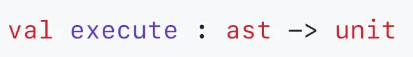 val execute : ast -> unit